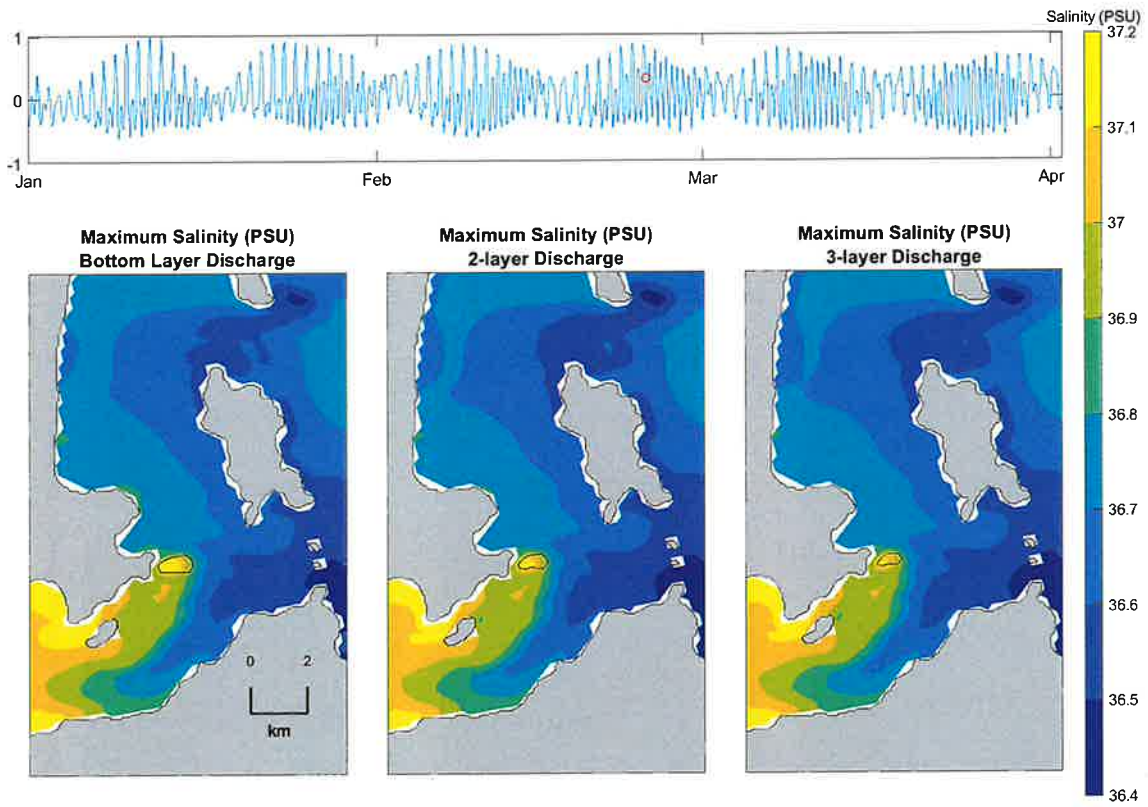 Salinity (PSU)
1
0
-1
Jan Feb Mar Apr
37.2
37.1
37
36.9
36.8
36.7
36.6
36.5
36.4
Maximum Salinity (PSU)
Bottom Layer Discharge
Maximum Salinity (PSU)
2-layer Discharge
Maximum Salinity (PSU)
3-layer Discharge
0 2
km